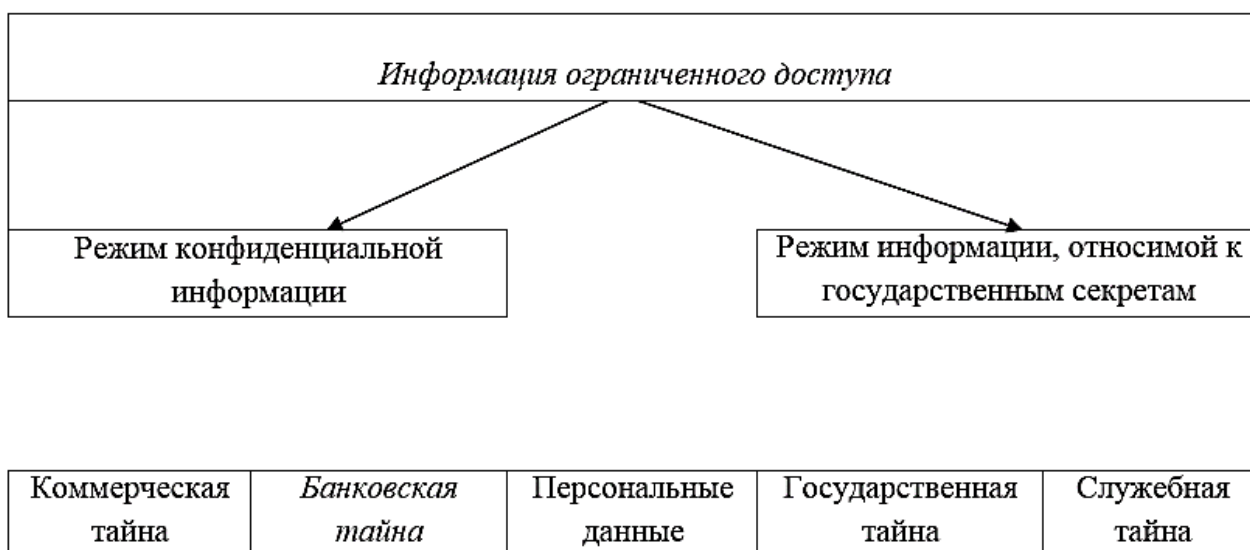 Информация ограниченного доступа
Режим конфиденциальной
информации
Режим информации, относимой к
государственным секретам
Коммерческая
тайна
Банковская
тайна
Персональные
данные
Государственная
тайна
Служебная
тайна